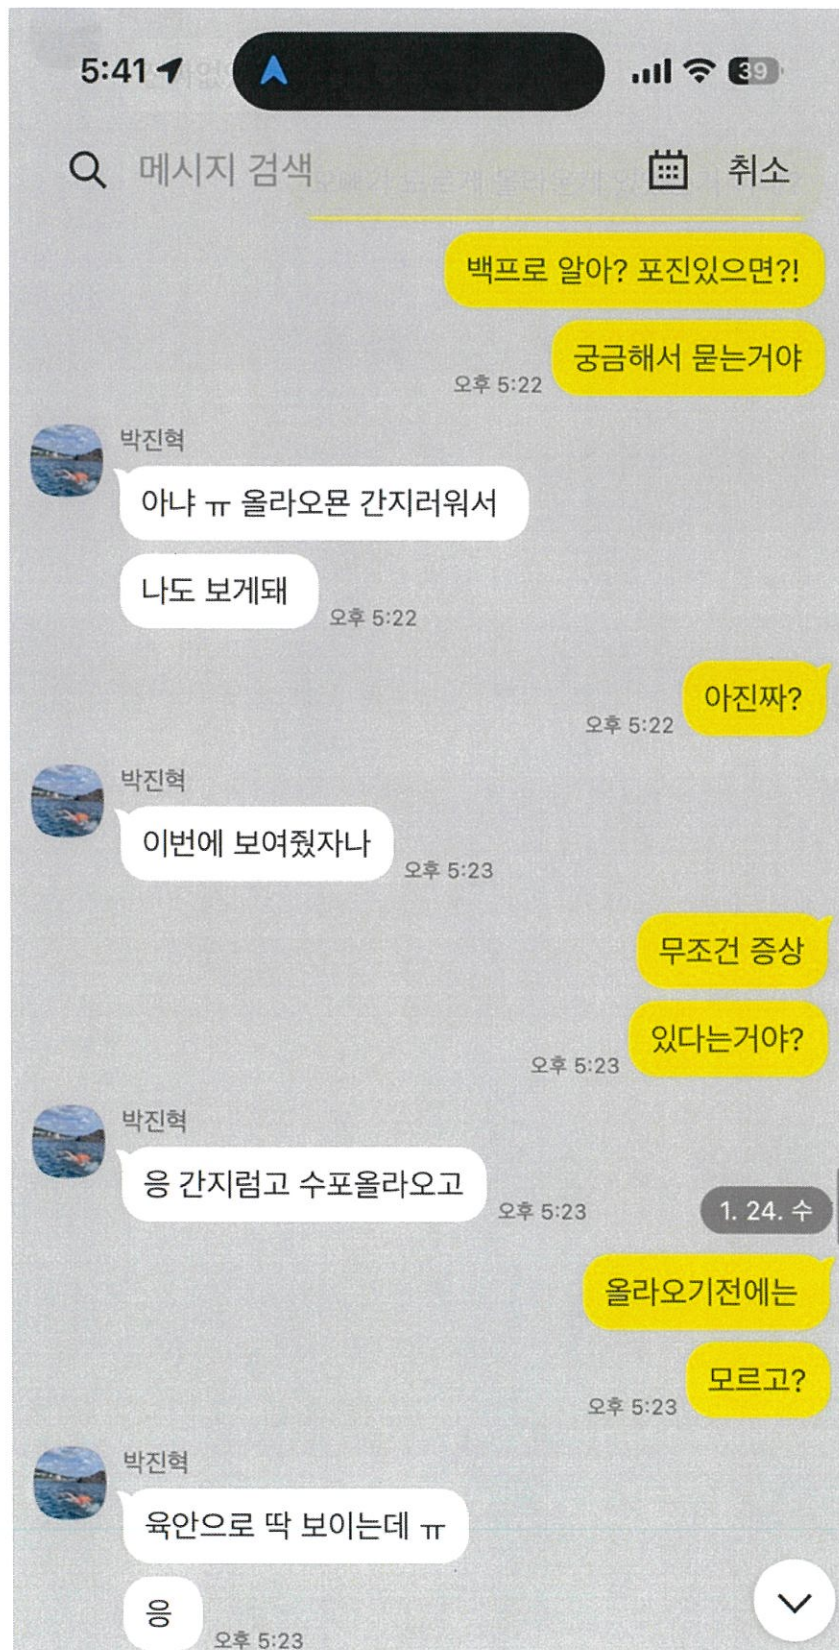 5:41
39
메시지 검색
취소
백프로 알아? 포진있으면?!
궁금해서 묻는거야
오후 5:22
박진혁
아냐 ㅠ 올라오묜 간지러워서
나도 보게돼
오후 5:22
아진짜?
오후 5:22
박진혁
이번에 보여줬자나
오후 5:23
무조건 증상
있다는거야?
오후 5:23
박진혁
응 간지럼고 수포올라오고
오후 5:23
1. 24. 수
올라오기전에는
모르고?
오후 5:23
박진혁
육안으로 딱 보이는데 ㅠ
응
오후 5:23